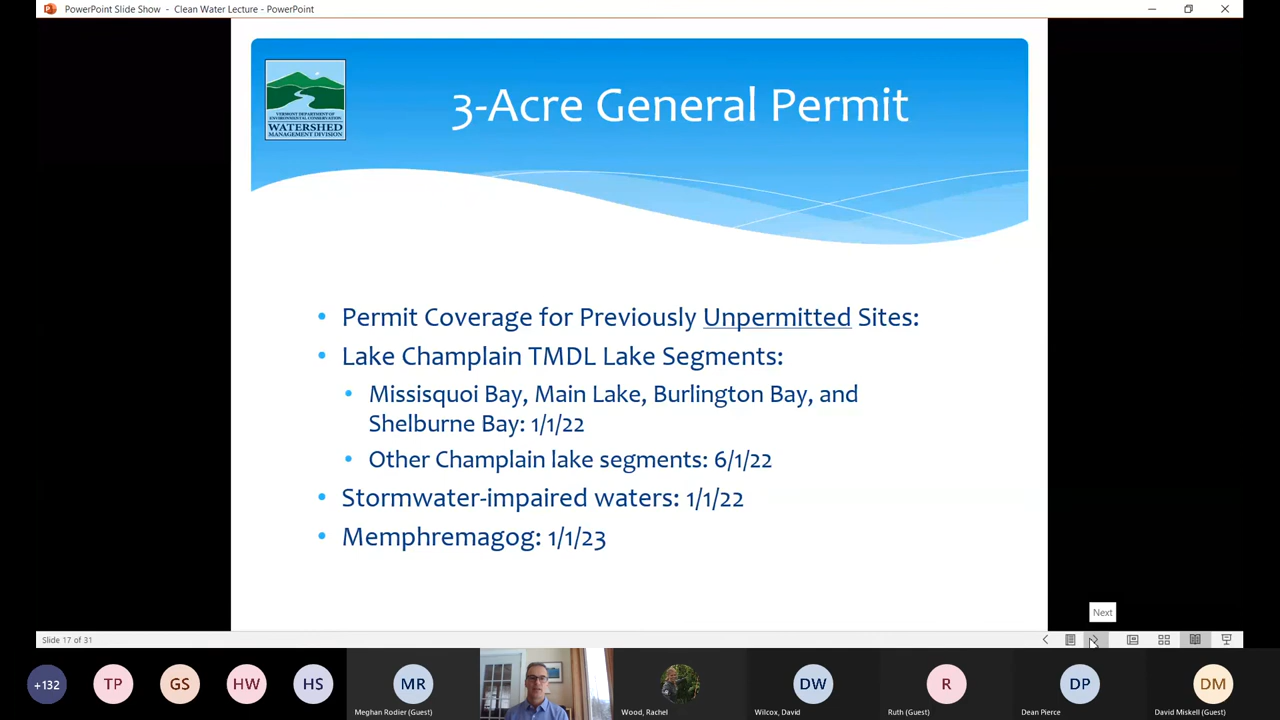 PowerPoint Slide Show - Clean Water Lecture - PowerPoint
VERMONT DEPARTMENT OF
ENVIRONMENTAL CONSERVATION
WATERSHED
MANAGEMENT DIVISION
3-Acre General Permit
• Permit Coverage for Previously Unpermitted Sites:
• Lake Champlain TMDL Lake Segments:
• Missisquoi Bay, Main Lake, Burlington Bay, and
Shelburne Bay: 1/1/22
• Other Champlain lake segments: 6/1/22
• Stormwater-impaired waters: 1/1/22
• Memphremagog: 1/1/23
Next
Slide 17 of 31
+132 TP GS HW HS MR DW R DP DM
Meghan Rodier (Guest) Wood, Rachel Wilcox, David Ruth (Guest) Dean Pierce David Miskell (Guest)